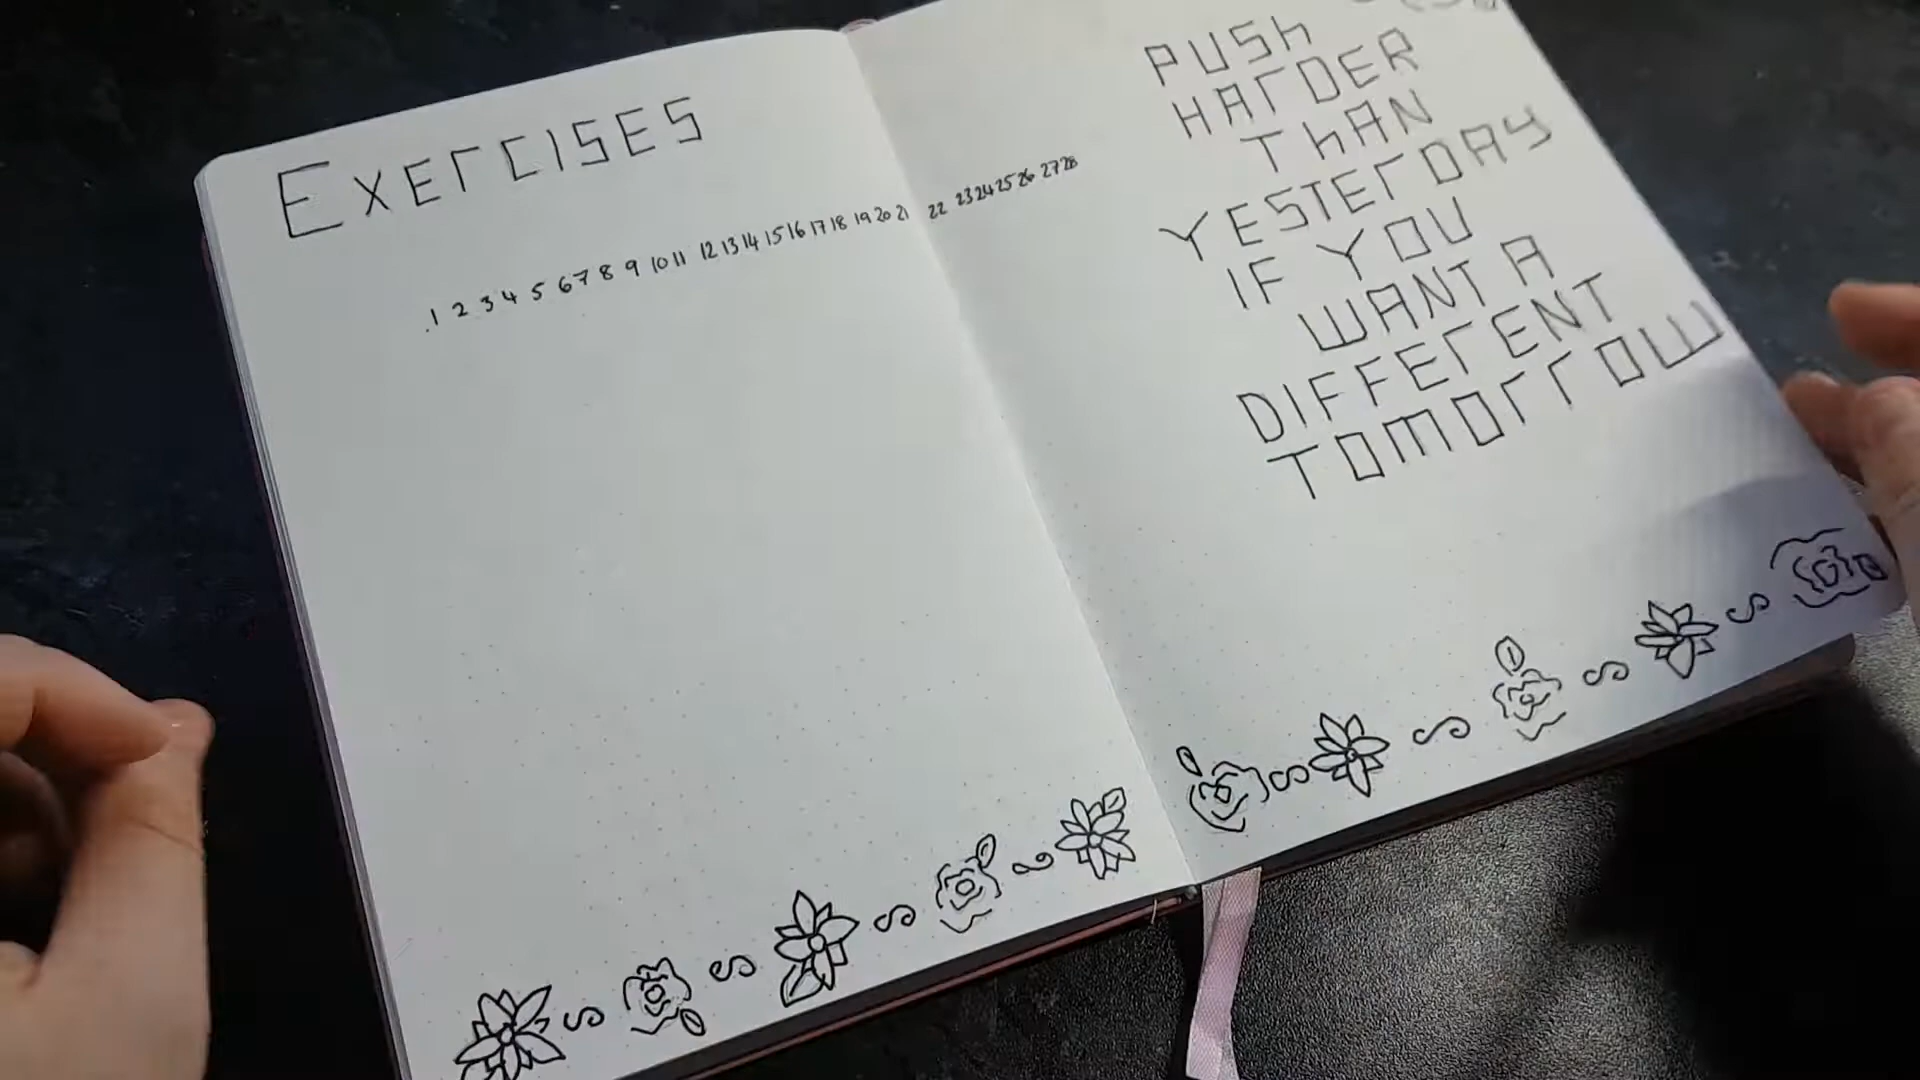 Exercises
1 2 3 4 5 6 7 8 9 10 11 12 13 14 15 16 17 18 19 20 21 22 23 24 25 26 27 28
PUSh
HArDER
ThAN
YESTErDAY
IF YOU
WANT A
DIFFErENT
TOMOrrOW